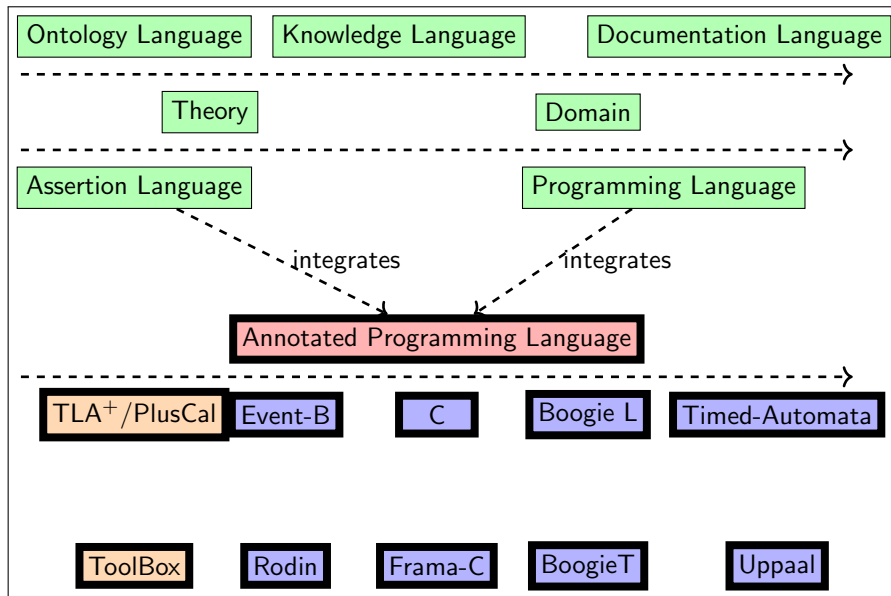 Ontology Language Knowledge Language Documentation Language
Theory Domain
Assertion Language Programming Language
integrates integrates
Annotated Programming Language
TLA⁺/PlusCal Event-B C Boogie L Timed-Automata
ToolBox Rodin Frama-C BoogieT Uppaal